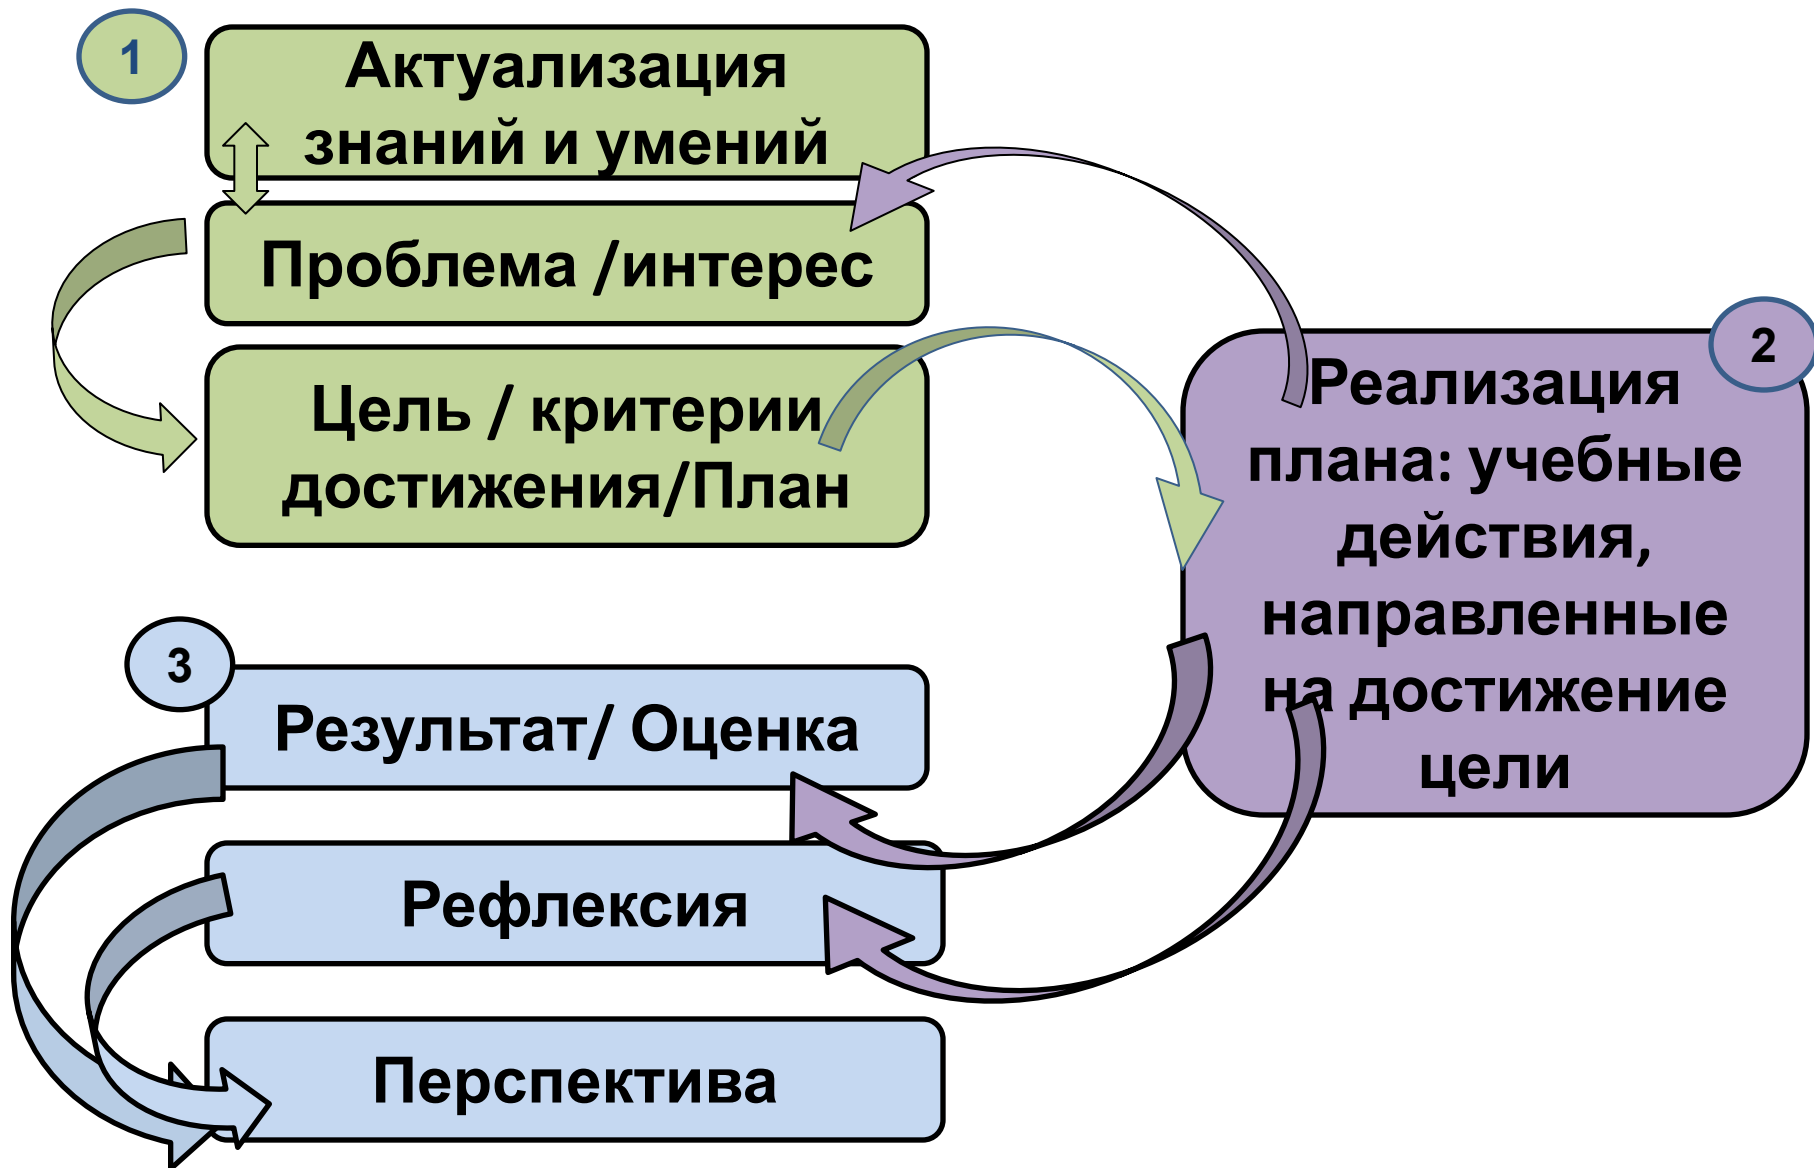 1
Актуализация
знаний и умений
Проблема /интерес
Цель / критерии
достижения/План
2
Реализация
плана: учебные
действия,
направленные
на достижение
цели
3
Результат/ Оценка
Рефлексия
Перспектива